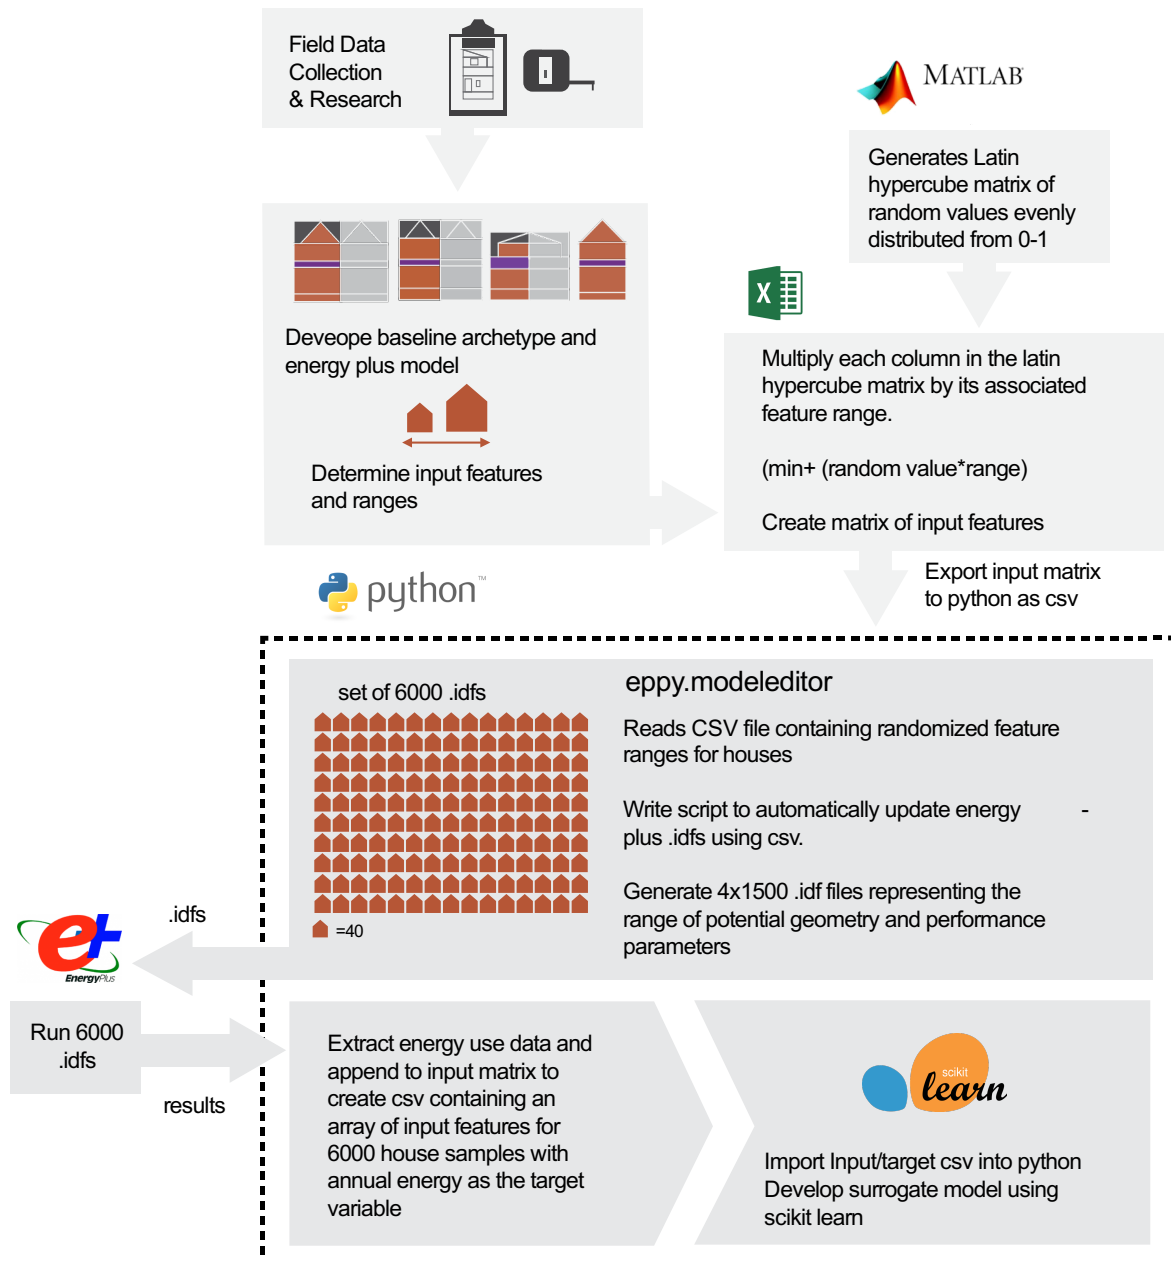 Field Data
Collection
& Research
MATLAB
Generates Latin
hypercube matrix of
random values evenly
distributed from 0-1
X
Deveope baseline archetype and
energy plus model
Determine input features
and ranges
Multiply each column in the latin
hypercube matrix by its associated
feature range.
(min+ (random value*range)
Create matrix of input features
Export input matrix
to python as csv
python™
set of 6000 .idfs
=40
eppy.modeleditor
Reads CSV file containing randomized feature
ranges for houses
Write script to automatically update energy -
plus .idfs using csv.
Generate 4x1500 .idf files representing the
range of potential geometry and performance
parameters
.idfs
e+
EnergyPlus
Run 6000
.idfs
results
Extract energy use data and
append to input matrix to
create csv containing an
array of input features for
6000 house samples with
annual energy as the target
variable
scikit
learn
Import Input/target csv into python
Develop surrogate model using
scikit learn